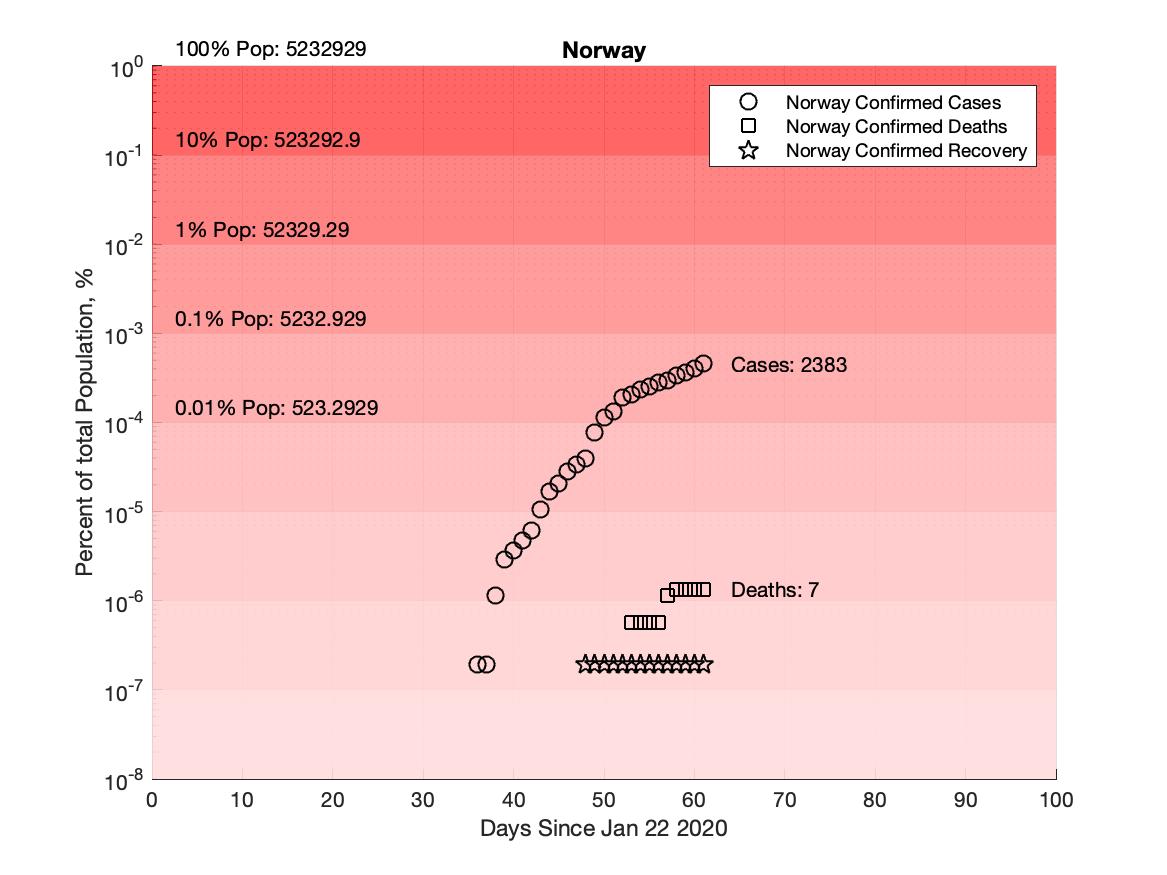 Norway
100% Pop: 5232929
10% Pop: 523292.9
1% Pop: 52329.29
0.1% Pop: 5232.929
0.01% Pop: 523.2929
Norway Confirmed Cases
Norway Confirmed Deaths
Norway Confirmed Recovery
Cases: 2383
Deaths: 7
Percent of total Population, %
10^0
10^-1
10^-2
10^-3
10^-4
10^-5
10^-6
10^-7
10^-8
0 10 20 30 40 50 60 70 80 90 100
Days Since Jan 22 2020